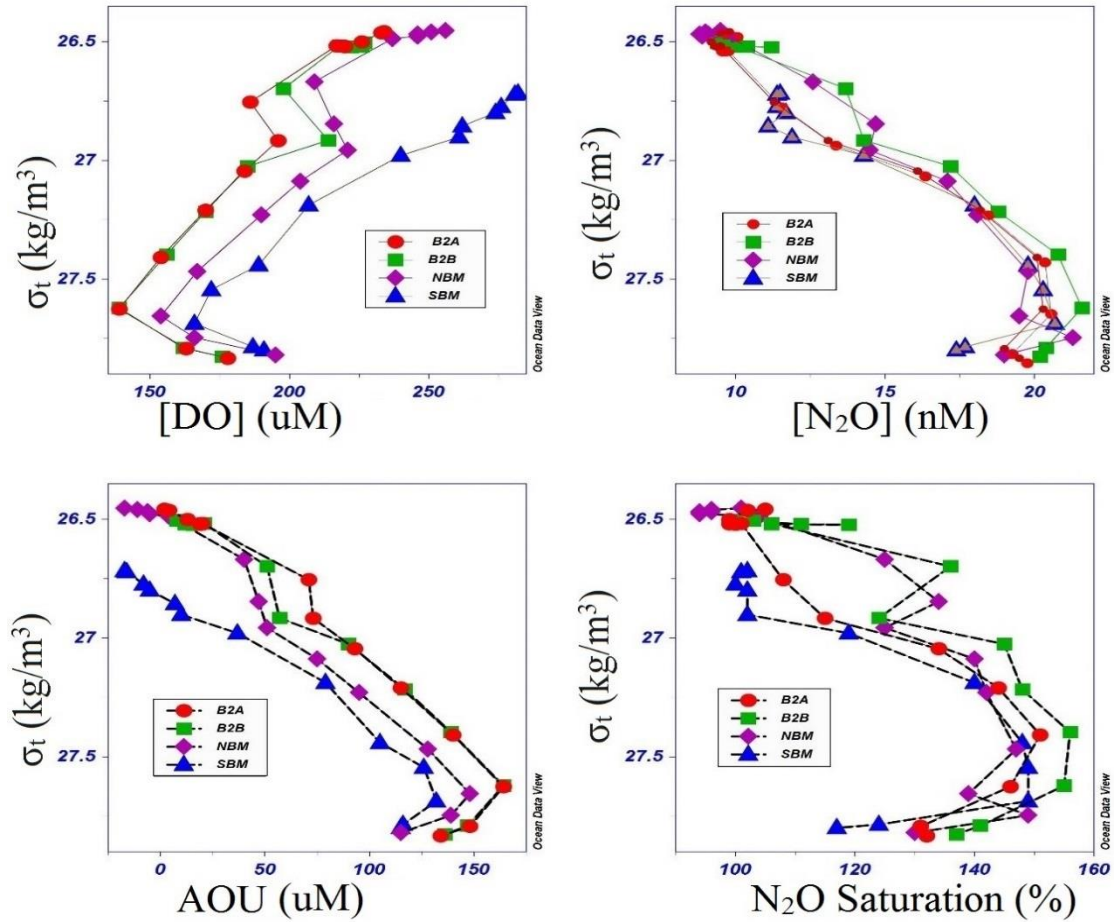 26.5
27
27.5
σt (kg/m³)
150
200
250
[DO] (uM)
B2A
B2B
NBM
SBM
Ocean Data View
26.5
27
27.5
σt (kg/m³)
10
15
20
[N₂O] (nM)
B2A
B2B
NBM
SBM
Ocean Data View
26.5
27
27.5
σt (kg/m³)
0
50
100
150
AOU (uM)
B2A
B2B
NBM
SBM
Ocean Data View
26.5
27
27.5
σt (kg/m³)
100
120
140
160
N₂O Saturation (%)
B2A
B2B
NBM
SBM
Ocean Data View